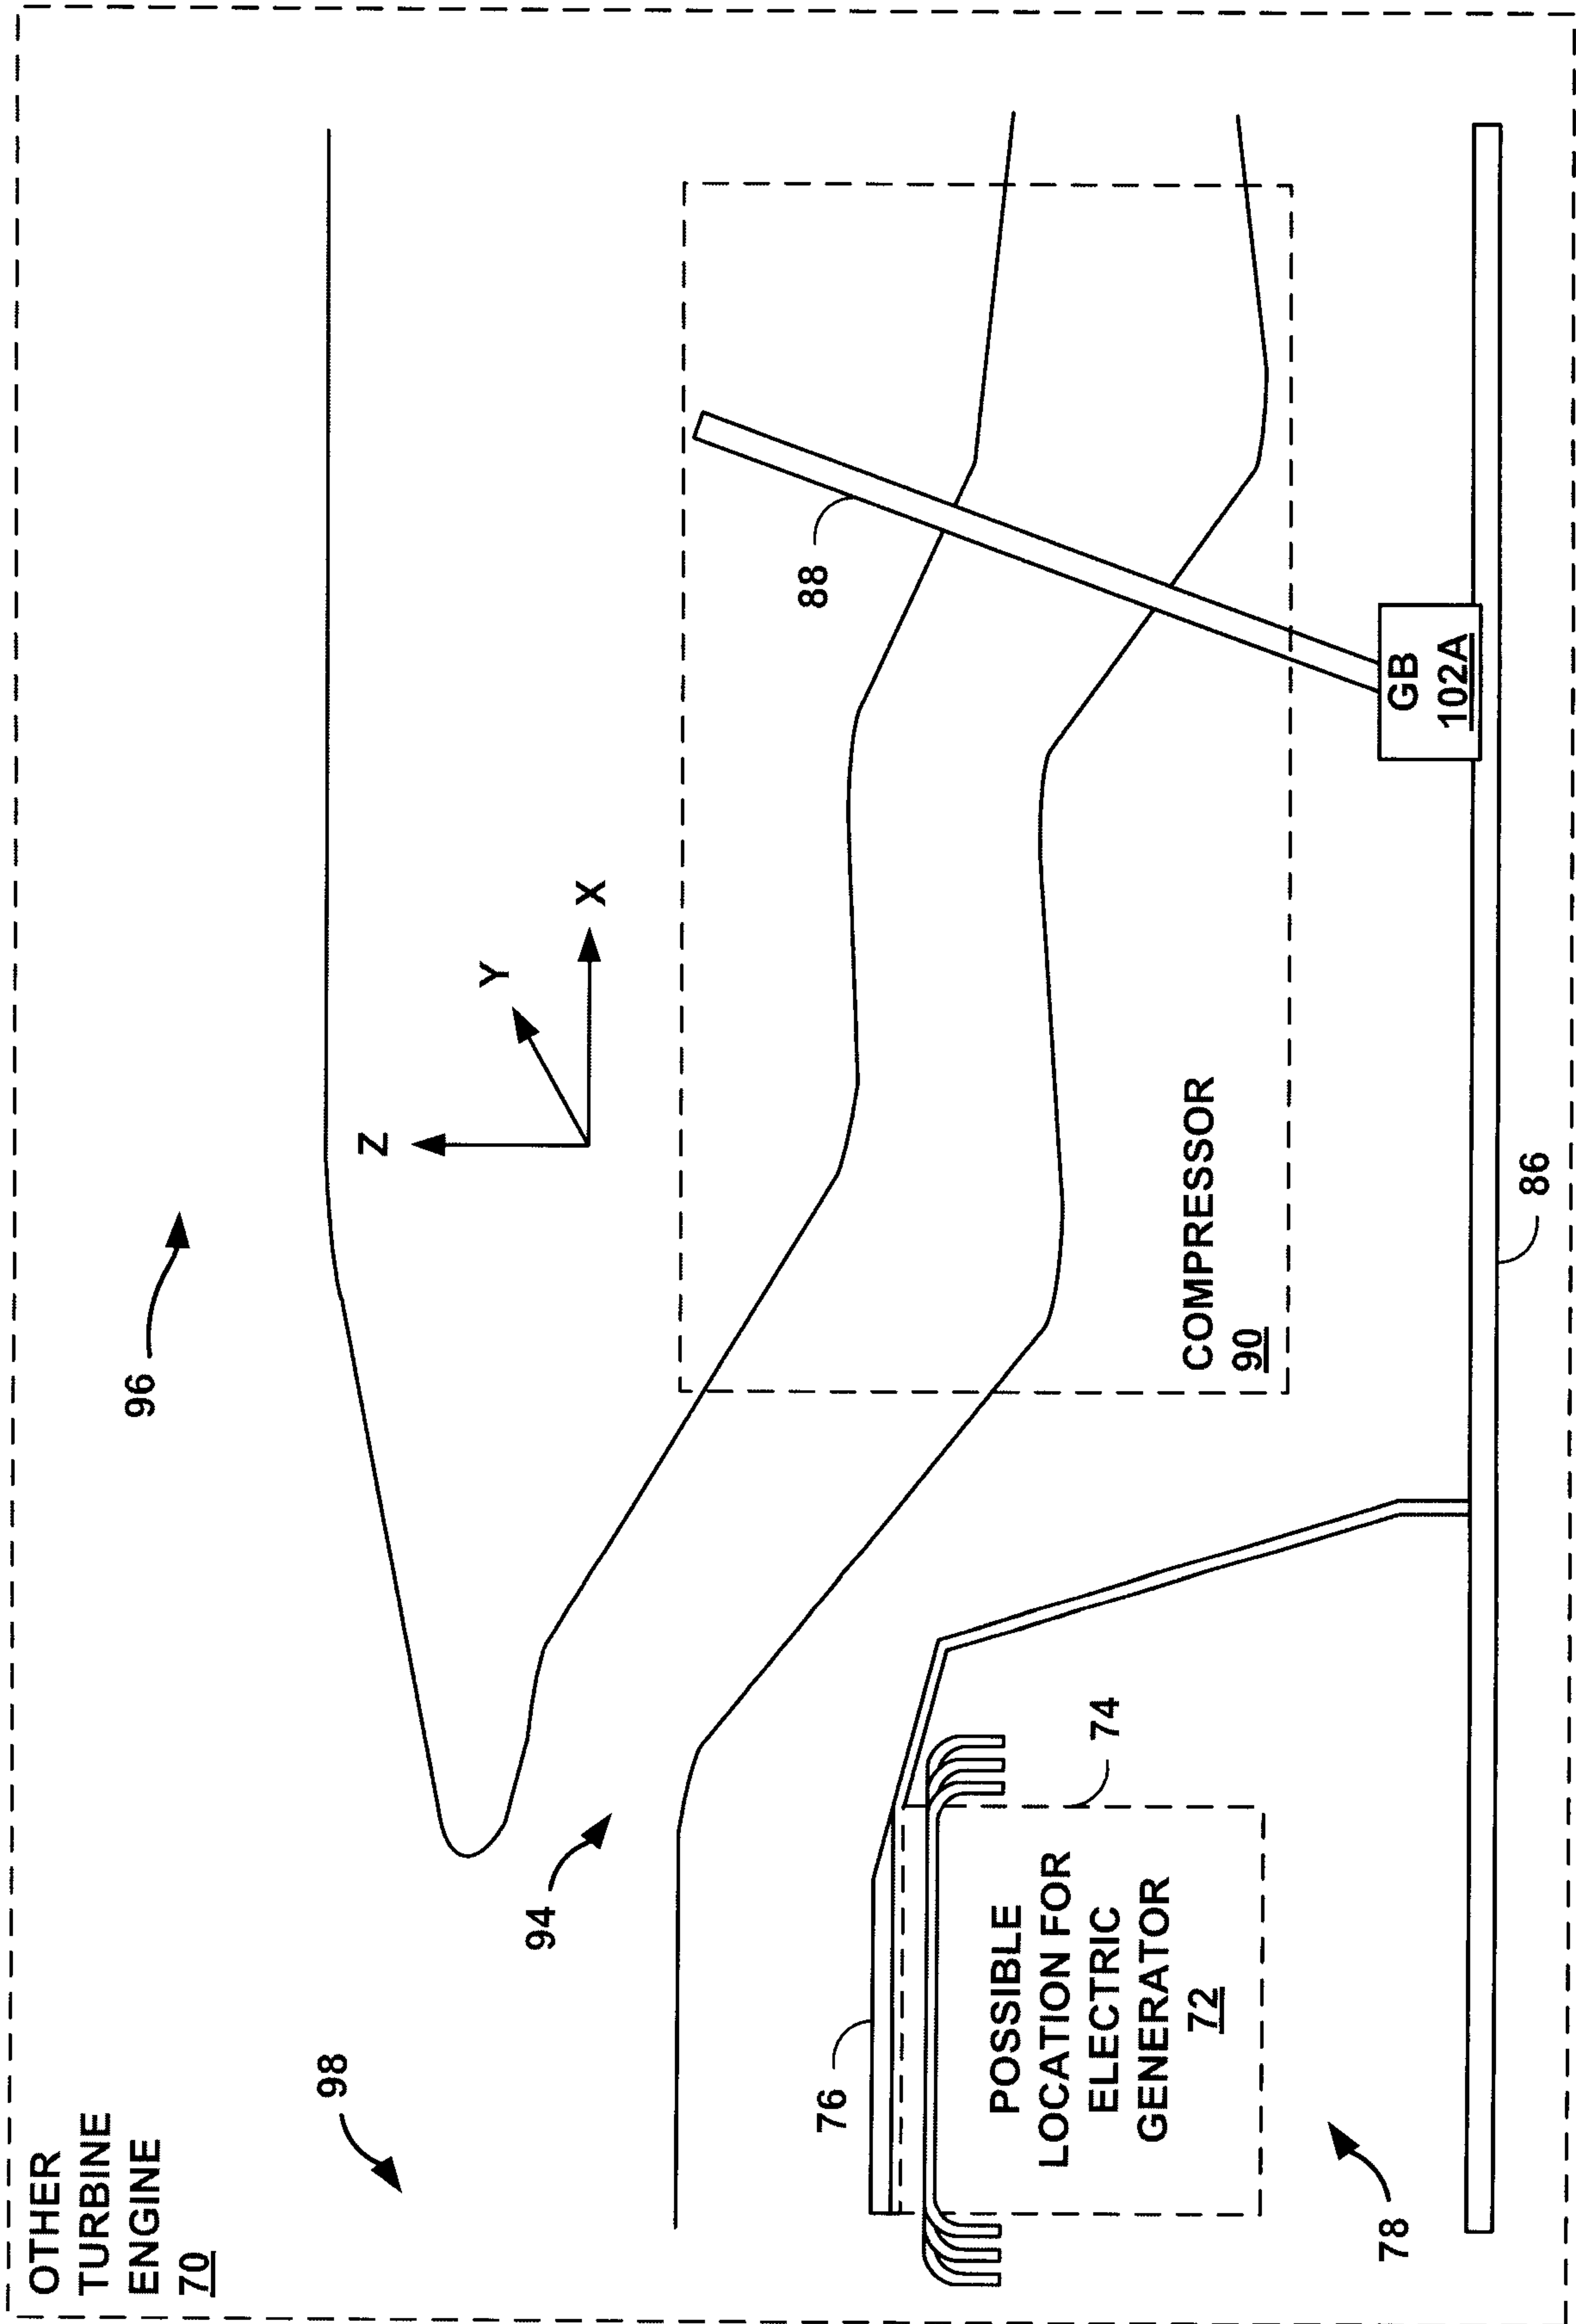 OTHER
TURBINE
ENGINE
70
98
96
94
Z
Y
X
88
76
74
POSSIBLE
LOCATION FOR
ELECTRIC
GENERATOR
72
COMPRESSOR
90
GB
102A
78
86